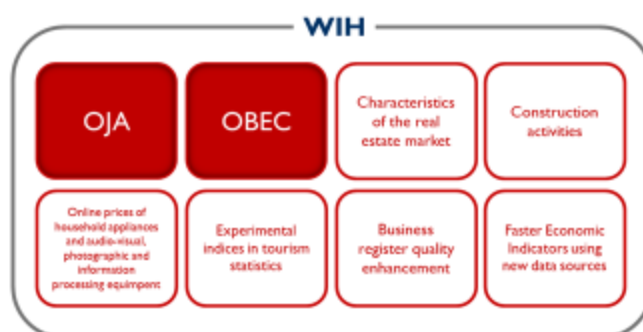 WIH
OJA
OBEC
Characteristics
of the real
estate market
Construction
activities
Online prices of
household appliances
and audio-visual,
photographic and
information
processing equimpent
Experimental
indices in tourism
statistics
Business
register quality
enhancement
Faster Economic
Indicators using
new data sources